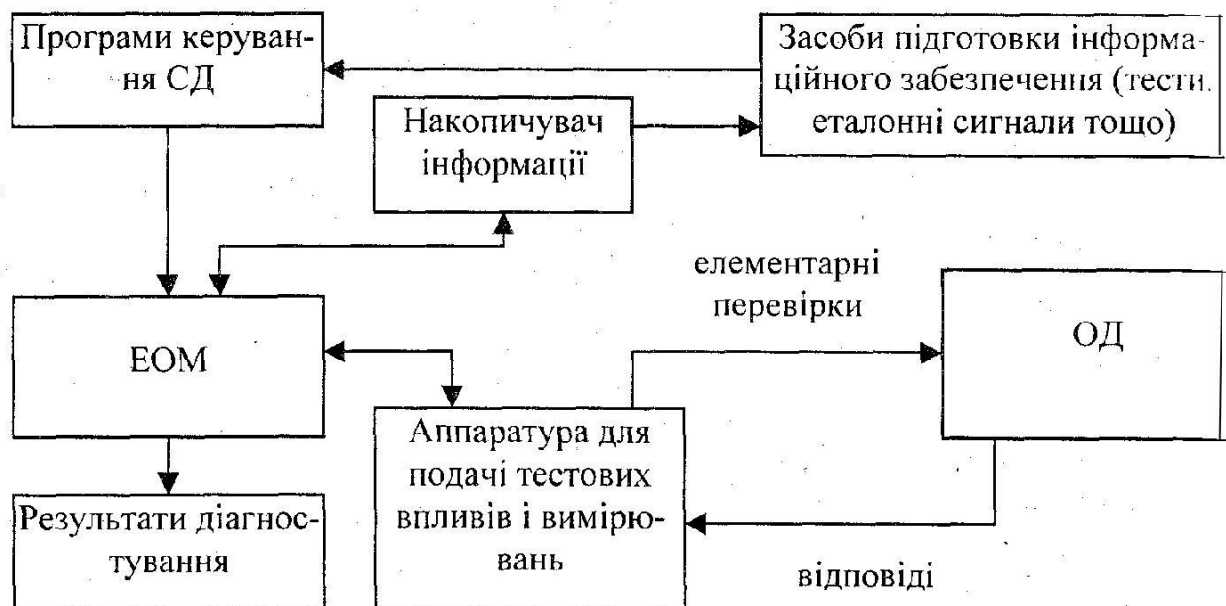 Програми керуван-
ня СД
Засоби підготовки інформа-
ційного забезпечення (тести.
еталонні сигнали тощо)
Накопичувач
інформації
елементарні
перевірки
ЕОМ
ОД
Аппаратура для
подачі тестових
впливів і вимірю-
вань
Результати діагнос-
тування
відповіді